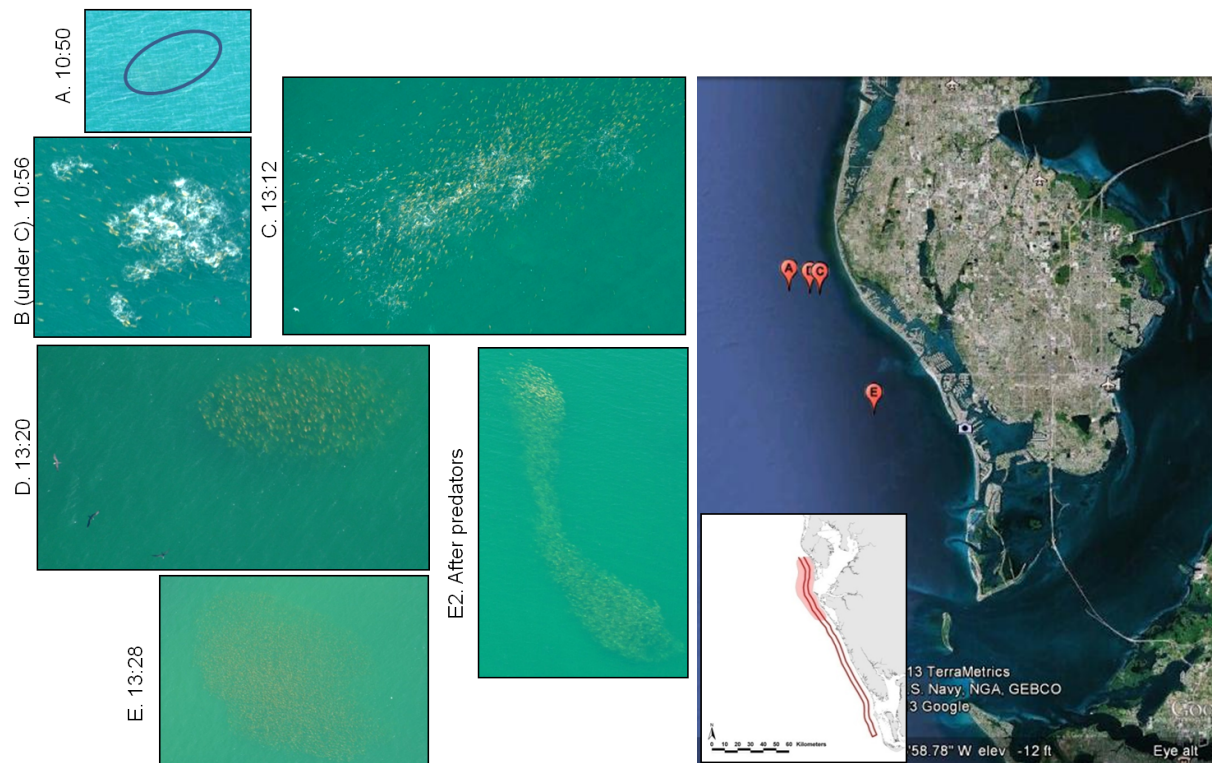 A. 10:50
B (under C). 10:56
C. 13:12
D. 13:20
E. 13:28
E2. After predators
A
C
E
N
0 10 20 30 40 50 60 Kilometers
13 TerraMetrics
.S. Navy, NGA, GEBCO
3 Google
'58.78" W elev -12 ft
Eye alt